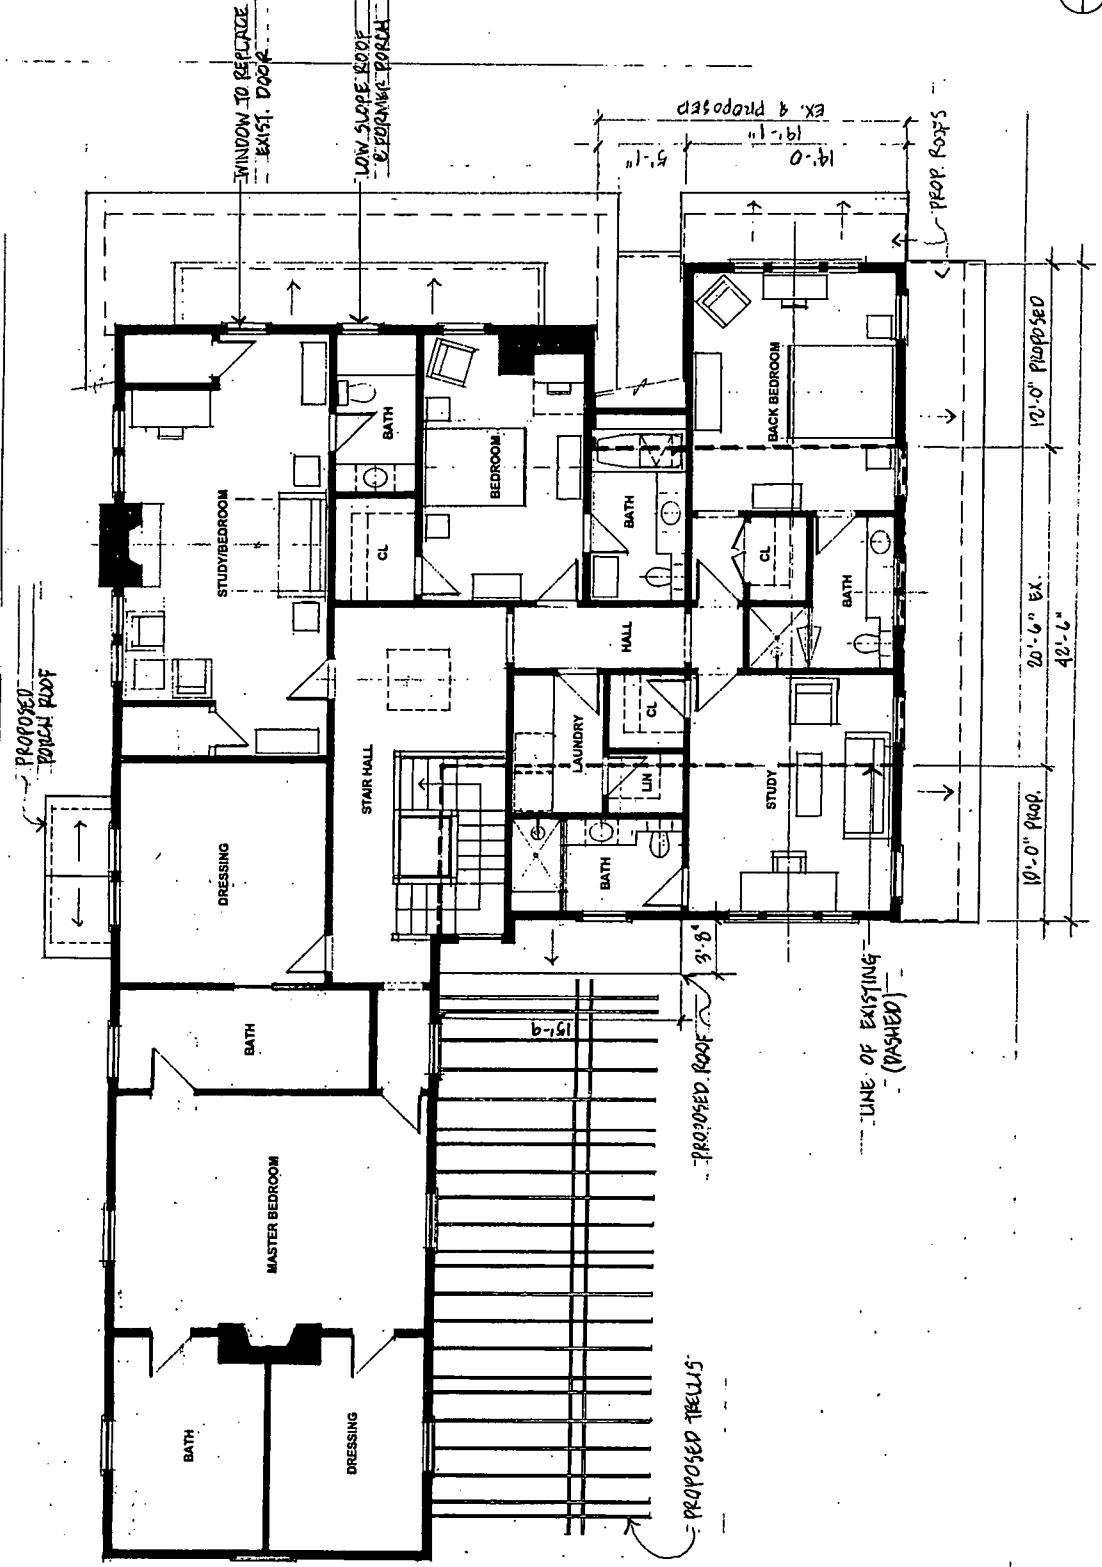 WINDOW TO REPLACE
EXIST. DOOR
LOW SLOPE ROOF
@ FORMER PORCH
EX. & PROPOSED
19'-1"
5'-1"
14'-0
PROP. ROOFS
PROPOSED
PORCH ROOF
STUDY/BEDROOM
BATH
CL
BEDROOM
BATH
BACK BEDROOM
CL
BATH
12'-0" PROPOSED
20'-6" EX.
42'-6"
10'-0" PROP.
HALL
STAIR HALL
LAUNDRY
CL
LIN
STUDY
BATH
DRESSING
BATH
3'-8"
15'-9
PROPOSED ROOF
LINE OF EXISTING
(DASHED)
MASTER BEDROOM
BATH
DRESSING
PROPOSED TRELLIS